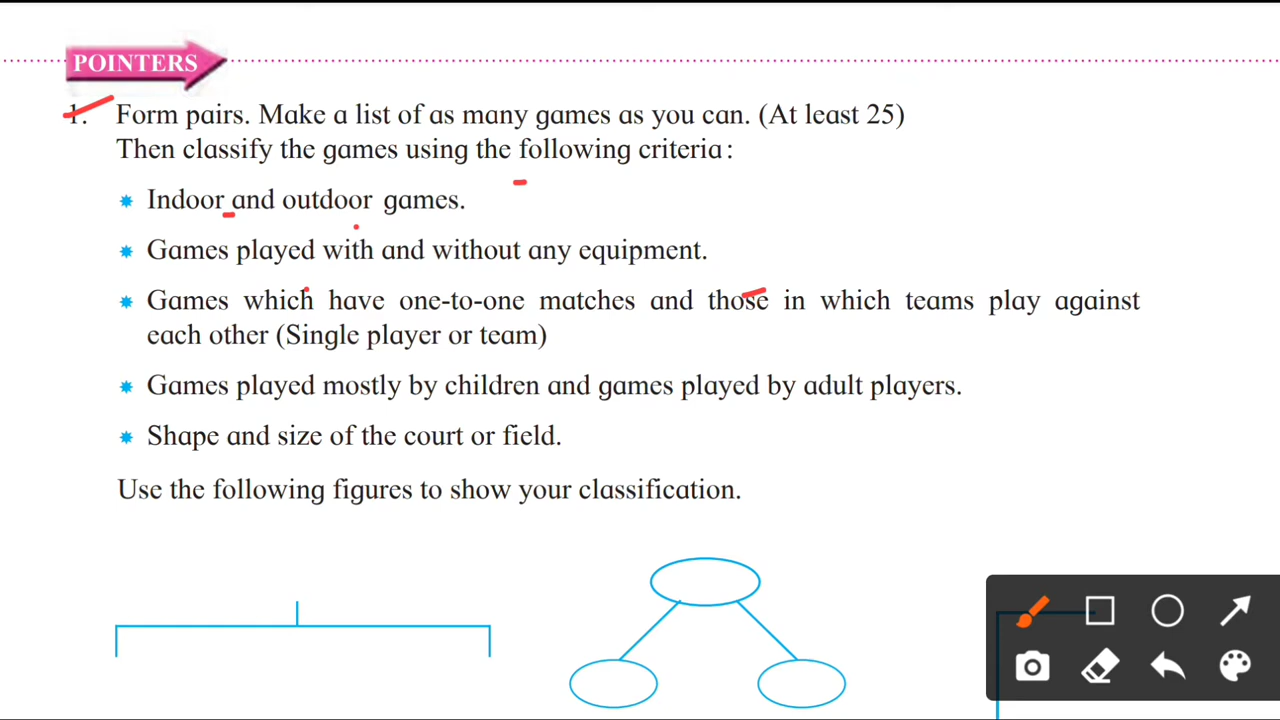 POINTERS
1. Form pairs. Make a list of as many games as you can. (At least 25)
Then classify the games using the following criteria:
Indoor and outdoor games.
Games played with and without any equipment.
Games which have one-to-one matches and those in which teams play against
each other (Single player or team)
Games played mostly by children and games played by adult players.
Shape and size of the court or field.
Use the following figures to show your classification.